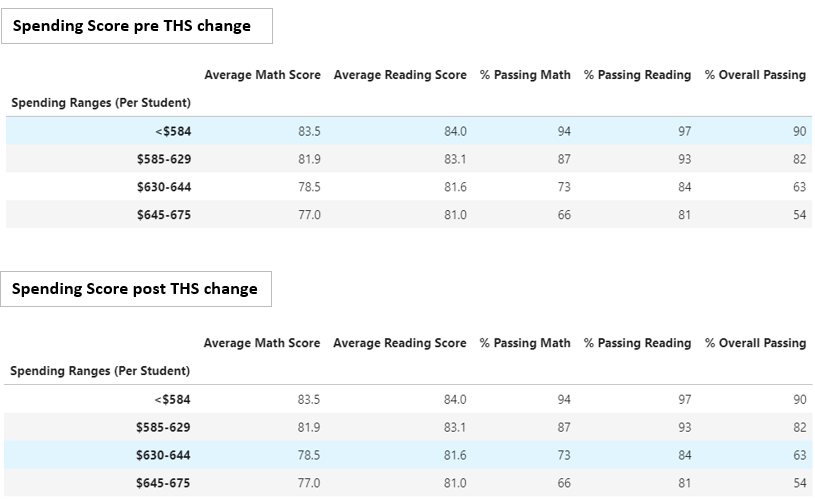 Spending Score pre THS change
Average Math Score Average Reading Score % Passing Math % Passing Reading % Overall Passing
Spending Ranges (Per Student)
<$584 83.5 84.0 94 97 90
$585-629 81.9 83.1 87 93 82
$630-644 78.5 81.6 73 84 63
$645-675 77.0 81.0 66 81 54
Spending Score post THS change
Average Math Score Average Reading Score % Passing Math % Passing Reading % Overall Passing
Spending Ranges (Per Student)
<$584 83.5 84.0 94 97 90
$585-629 81.9 83.1 87 93 82
$630-644 78.5 81.6 73 84 63
$645-675 77.0 81.0 66 81 54